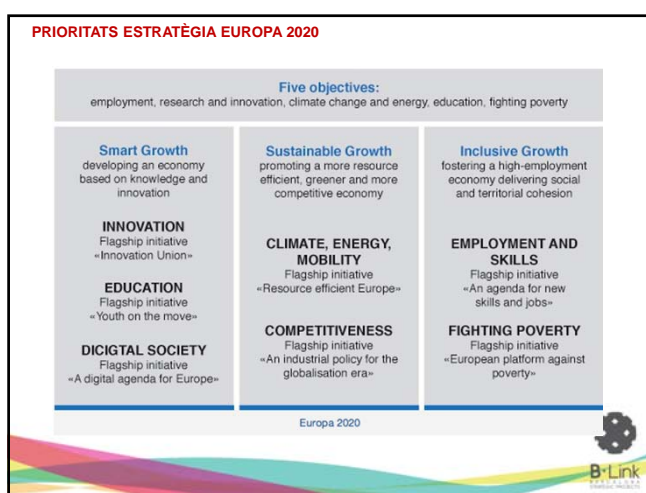 PRIORITATS ESTRATÈGIA EUROPA 2020
Five objectives:
employment, research and innovation, climate change and energy, education, fighting poverty
Smart Growth
developing an economy
based on knowledge and
innovation
INNOVATION
Flagship initiative
«Innovation Union»
EDUCATION
Flagship initiative
«Youth on the move»
DICIGTAL SOCIETY
Flagship initiative
«A digital agenda for Europe»
Sustainable Growth
promoting a more resource
efficient, greener and more
competitive economy
CLIMATE, ENERGY,
MOBILITY
Flagship initiative
«Resource efficient Europe»
COMPETITIVENESS
Flagship initiative
«An industrial policy for the
globalisation era»
Inclusive Growth
fostering a high-employment
economy delivering social
and territorial cohesion
EMPLOYMENT AND
SKILLS
Flagship initiative
«An agenda for new
skills and jobs»
FIGHTING POVERTY
Flagship initiative
«European platform against
poverty»
Europa 2020
B·Link
BARCELONA
STRATEGIC PROJECTS